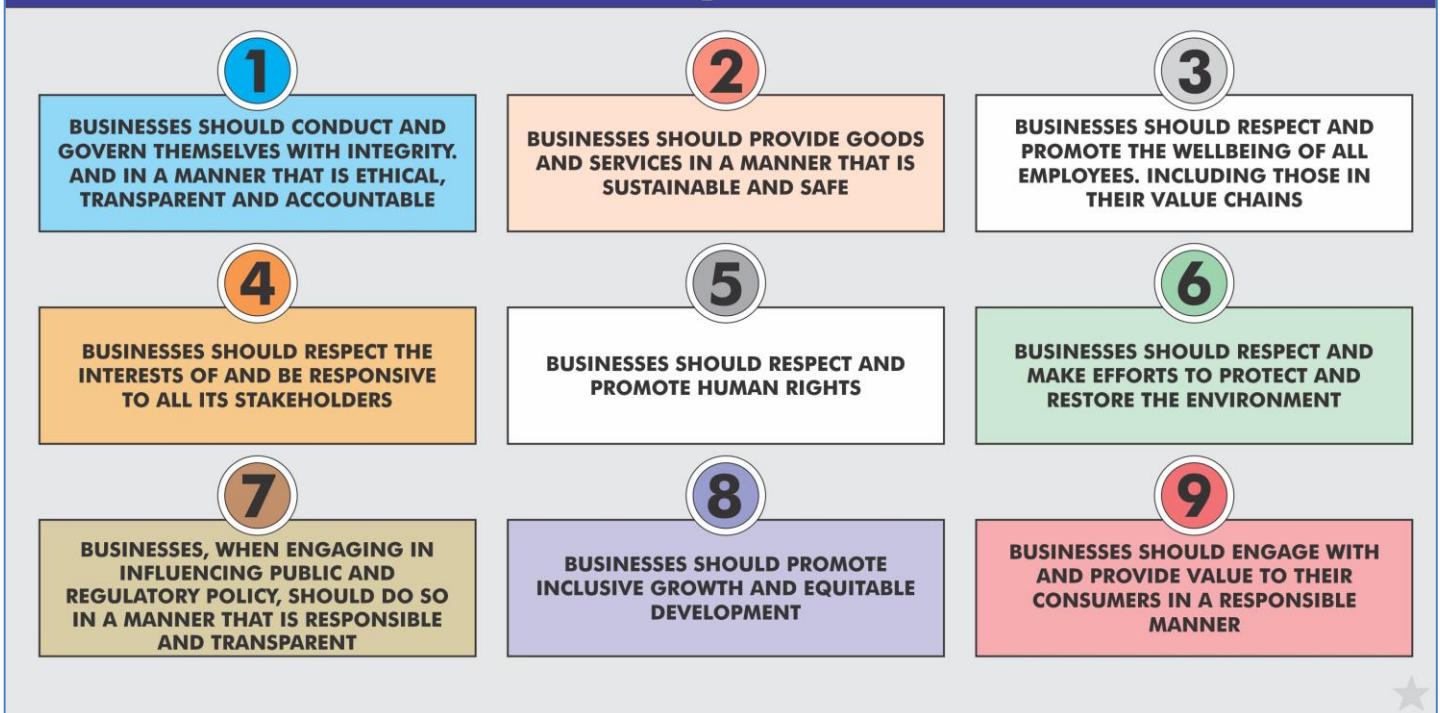 1
BUSINESSES SHOULD CONDUCT AND
GOVERN THEMSELVES WITH INTEGRITY.
AND IN A MANNER THAT IS ETHICAL,
TRANSPARENT AND ACCOUNTABLE
2
BUSINESSES SHOULD PROVIDE GOODS
AND SERVICES IN A MANNER THAT IS
SUSTAINABLE AND SAFE
3
BUSINESSES SHOULD RESPECT AND
PROMOTE THE WELLBEING OF ALL
EMPLOYEES. INCLUDING THOSE IN
THEIR VALUE CHAINS
4
BUSINESSES SHOULD RESPECT THE
INTERESTS OF AND BE RESPONSIVE
TO ALL ITS STAKEHOLDERS
5
BUSINESSES SHOULD RESPECT AND
PROMOTE HUMAN RIGHTS
6
BUSINESSES SHOULD RESPECT AND
MAKE EFFORTS TO PROTECT AND
RESTORE THE ENVIRONMENT
7
BUSINESSES, WHEN ENGAGING IN
INFLUENCING PUBLIC AND
REGULATORY POLICY, SHOULD DO SO
IN A MANNER THAT IS RESPONSIBLE
AND TRANSPARENT
8
BUSINESSES SHOULD PROMOTE
INCLUSIVE GROWTH AND EQUITABLE
DEVELOPMENT
9
BUSINESSES SHOULD ENGAGE WITH
AND PROVIDE VALUE TO THEIR
CONSUMERS IN A RESPONSIBLE
MANNER